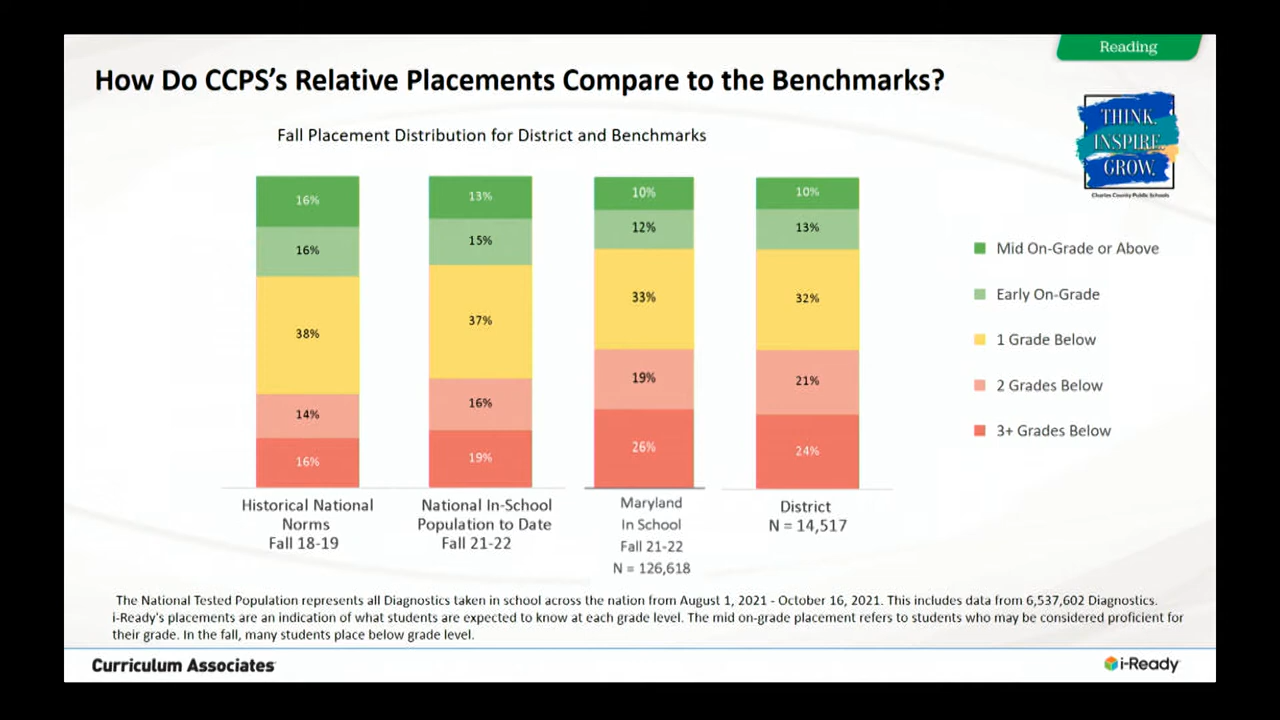 Reading
How Do CCPS's Relative Placements Compare to the Benchmarks?
THINK.
INSPIRE.
GROW.
Charles County Public Schools
Fall Placement Distribution for District and Benchmarks
16%
16%
38%
14%
16%
13%
15%
37%
16%
19%
10%
12%
33%
19%
26%
10%
13%
32%
21%
24%
Mid On-Grade or Above
Early On-Grade
1 Grade Below
2 Grades Below
3+ Grades Below
Historical National
Norms
Fall 18-19
National In-School
Population to Date
Fall 21-22
Maryland
In School
Fall 21-22
N = 126,618
District
N = 14,517
The National Tested Population represents all Diagnostics taken in school across the nation from August 1, 2021 - October 16, 2021. This includes data from 6,537,602 Diagnostics.
i-Ready's placements are an indication of what students are expected to know at each grade level. The mid on-grade placement refers to students who may be considered proficient for
their grade. In the fall, many students place below grade level.
Curriculum Associates
i-Ready